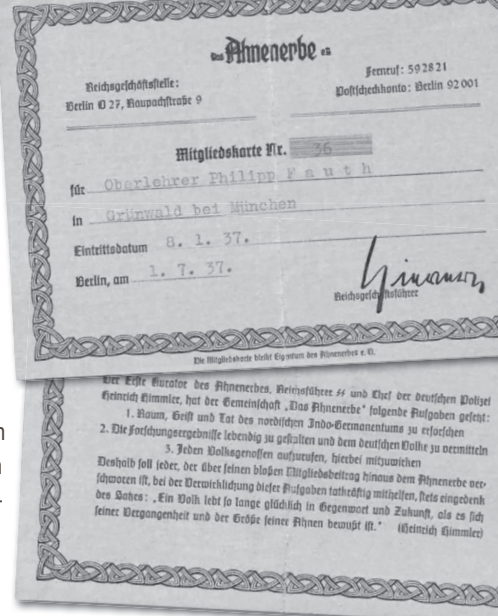 Das Ahnenerbe e.V.
Reichsgeschäftsstelle:
Berlin O 27, Raupachstraße 9
Fernruf: 592821
Postscheckkonto: Berlin 92001
Mitgliedskarte Nr. 36
für Oberlehrer Philipp Fauth
in Grünwald bei München
Eintrittsdatum 8. 1. 37.
Berlin, am 1. 7. 37.
Reichsgeschäftsführer
Die Mitgliedskarte bleibt Eigentum des Ahnenerbes e. V.
Der Erste Kurator des Ahnenerbes, Reichsführer SS und Chef der deutschen Polizei
Heinrich Himmler, hat der Gemeinschaft „Das Ahnenerbe" folgende Aufgaben gesetzt:
1. Raum, Geist und Tat des nordischen Indo-Germanentums zu erforschen
2. Die Forschungsergebnisse lebendig zu gestalten und dem deutschen Volke zu vermitteln
3. Jeden Volksgenossen aufzurufen, hierbei mitzuwirken
Deshalb soll jeder, der über seinen bloßen Mitgliedsbeitrag hinaus dem Ahnenerbe ver-
schworen ist, bei der Verwirklichung dieser Aufgaben tatkräftig mithelfen, stets eingedenk
des Satzes: „Ein Volk lebt so lange glücklich in Gegenwart und Zukunft, als es sich
seiner Vergangenheit und der Größe seiner Ahnen bewußt ist." (Heinrich Himmler)